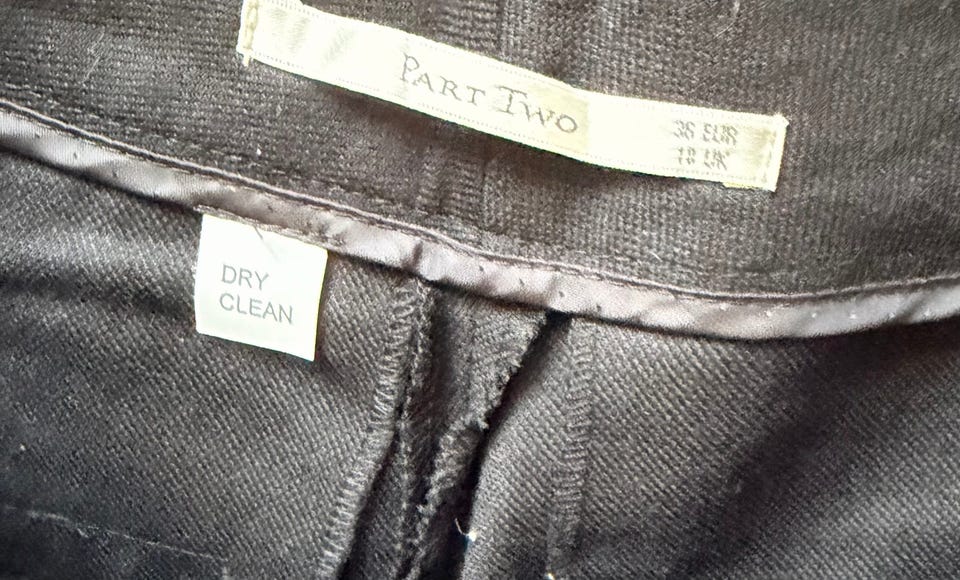 PART TWO
36 EUR
10 UK
DRY
CLEAN